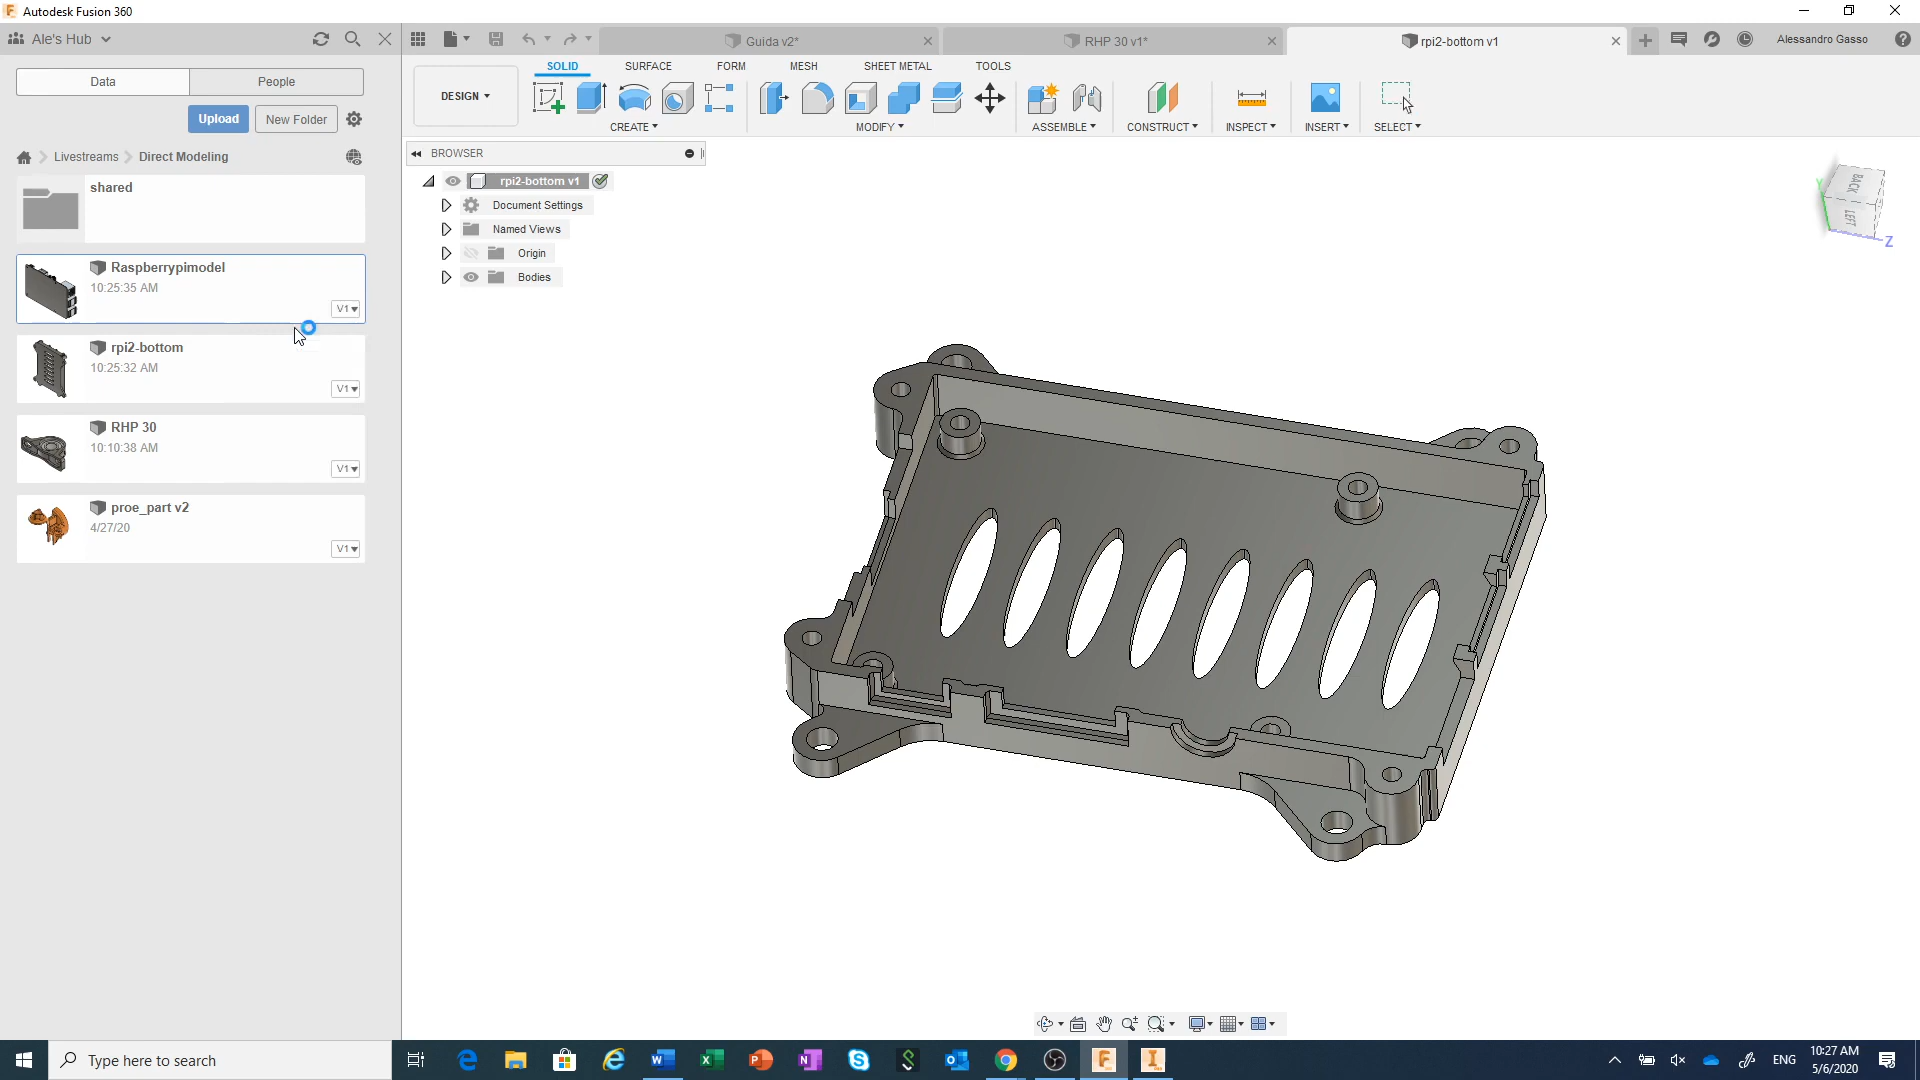 Autodesk Fusion 360
Ale's Hub
Guida v2*
RHP 30 v1*
rpi2-bottom v1
Alessandro Gasso
Data
People
SOLID
SURFACE
FORM
MESH
SHEET METAL
TOOLS
DESIGN
Upload
New Folder
CREATE
MODIFY
ASSEMBLE
CONSTRUCT
INSPECT
INSERT
SELECT
Livestreams
Direct Modeling
BROWSER
shared
rpi2-bottom v1
Document Settings
Named Views
Origin
Bodies
BACK
LEFT
Y
Z
Raspberrypimodel
10:25:35 AM
V1
rpi2-bottom
10:25:32 AM
V1
RHP 30
10:10:38 AM
V1
proe_part v2
4/27/20
V1
Type here to search
ENG
10:27 AM
5/6/2020